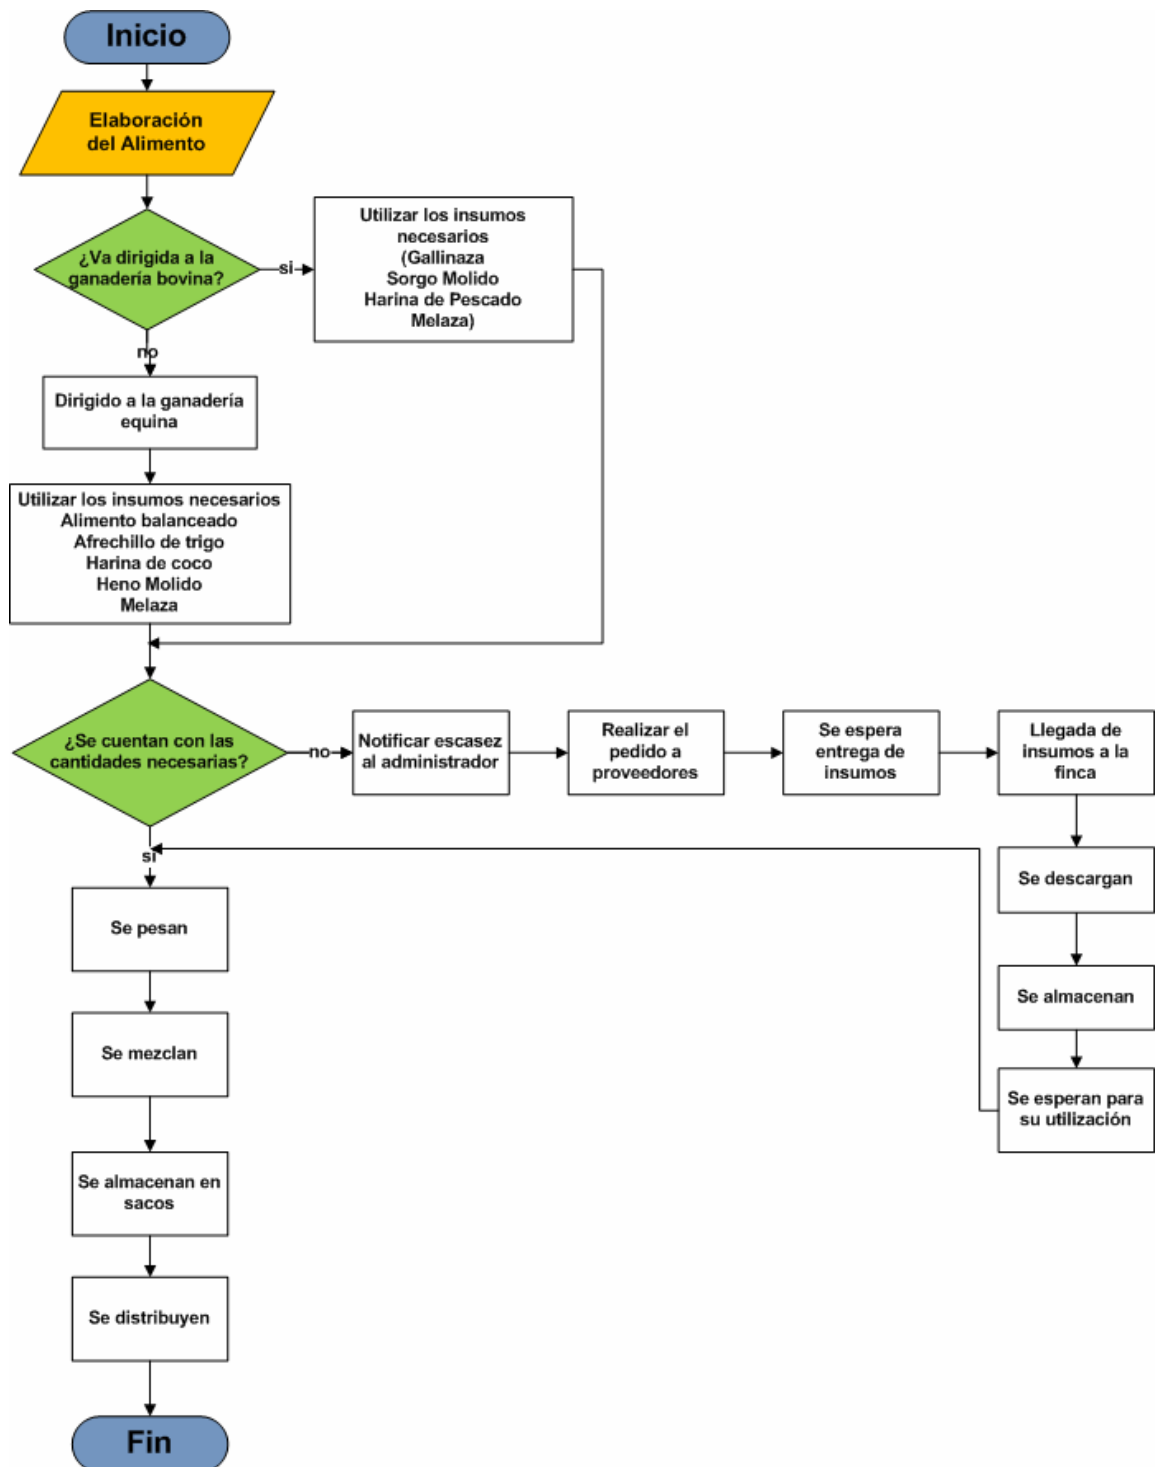 Inicio
Elaboración
del Alimento
¿Va dirigida a la
ganadería bovina?
si
Utilizar los insumos
necesarios
(Gallinaza
Sorgo Molido
Harina de Pescado
Melaza)
no
Dirigido a la ganadería
equina
Utilizar los insumos necesarios
Alimento balanceado
Afrechillo de trigo
Harina de coco
Heno Molido
Melaza
¿Se cuentan con las
cantidades necesarias?
no
Notificar escasez
al administrador
Realizar el
pedido a
proveedores
Se espera
entrega de
insumos
Llegada de
insumos a la
finca
Se descargan
Se almacenan
Se esperan para
su utilización
si
Se pesan
Se mezclan
Se almacenan en
sacos
Se distribuyen
Fin